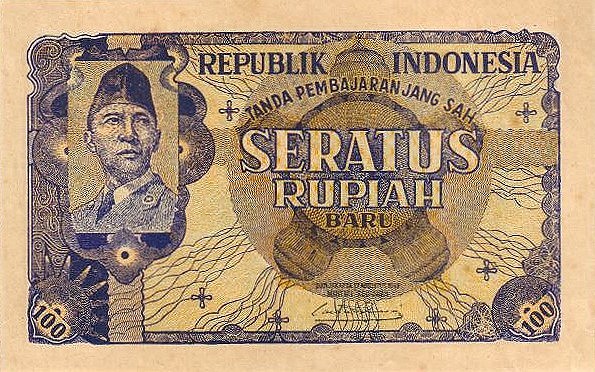 REPUBLIK INDONESIA
TANDA PEMBAJARAN JANG SAH
SERATUS
RUPIAH
BARU
100
100